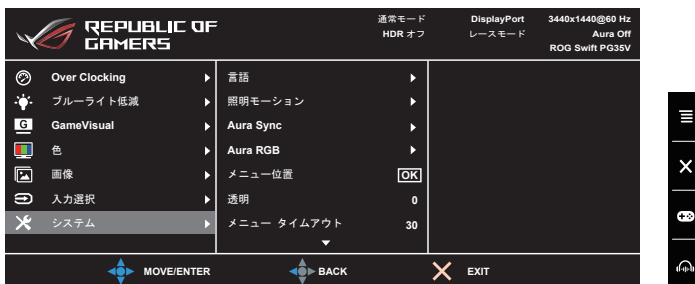 REPUBLIC OF
GAMERS
通常モード
HDR オフ
DisplayPort
レースモード
3440x1440@60 Hz
Aura Off
ROG Swift PG35V
Over Clocking
ブルーライト低減
GameVisual
色
画像
入力選択
システム
言語
照明モーション
Aura Sync
Aura RGB
メニュー位置 OK
透明 0
メニュー タイムアウト 30
MOVE/ENTER
BACK
EXIT